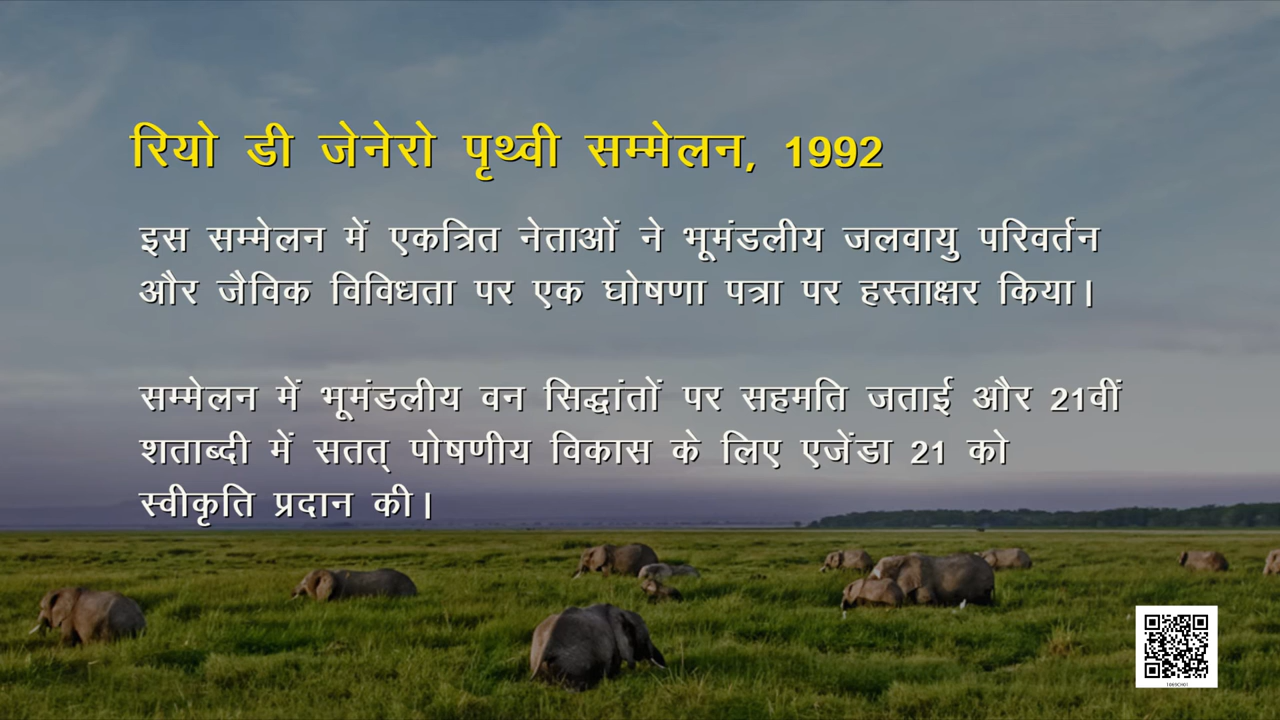 रियो डी जेनेरो पृथ्वी सम्मेलन, 1992
इस सम्मेलन में एकत्रित नेताओं ने भूमंडलीय जलवायु परिवर्तन
और जैविक विविधता पर एक घोषणा पत्रा पर हस्ताक्षर किया।
सम्मेलन में भूमंडलीय वन सिद्धांतों पर सहमति जताई और 21वीं
शताब्दी में सतत् पोषणीय विकास के लिए एजेंडा 21 को
स्वीकृति प्रदान की।